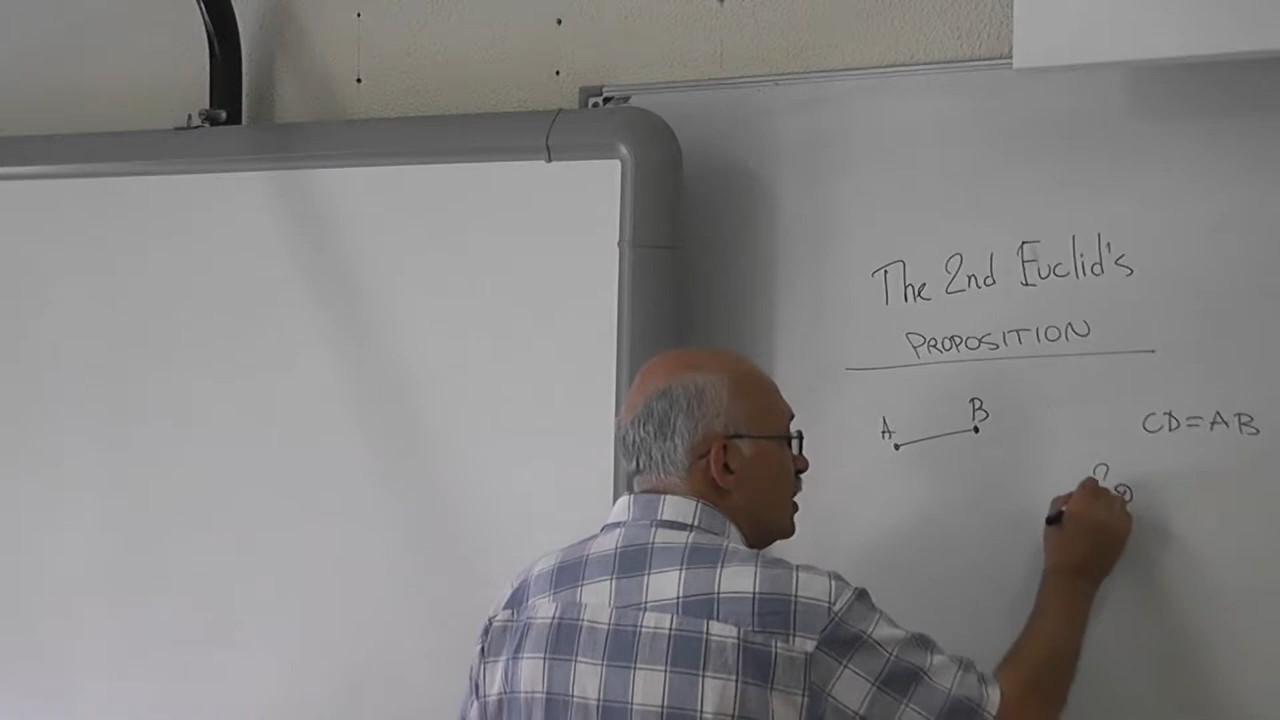 The 2nd Euclid's
PROPOSITION
A B
CD=AB